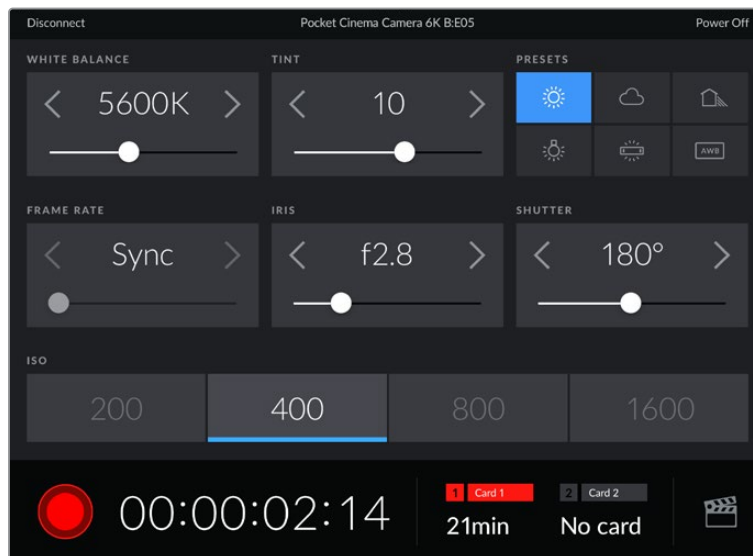 Disconnect Pocket Cinema Camera 6K B:E05 Power Off
WHITE BALANCE TINT PRESETS
5600K 10
AWB
FRAME RATE IRIS SHUTTER
Sync f2.8 180°
ISO
200 400 800 1600
00:00:02:14
1 Card 1 2 Card 2
21min No card